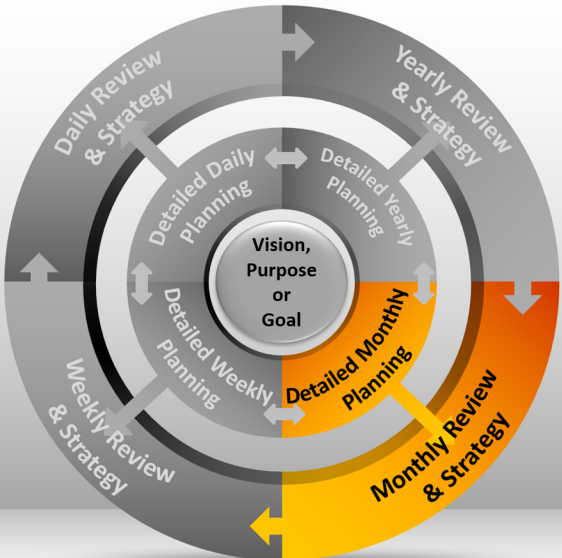 Daily Review
& Strategy
Yearly Review
& Strategy
Detailed Daily
Planning
Detailed Yearly
Planning
Vision,
Purpose
or
Goal
Detailed Weekly
Planning
Detailed Monthly
Planning
Weekly Review
& Strategy
Monthly Review
& Strategy